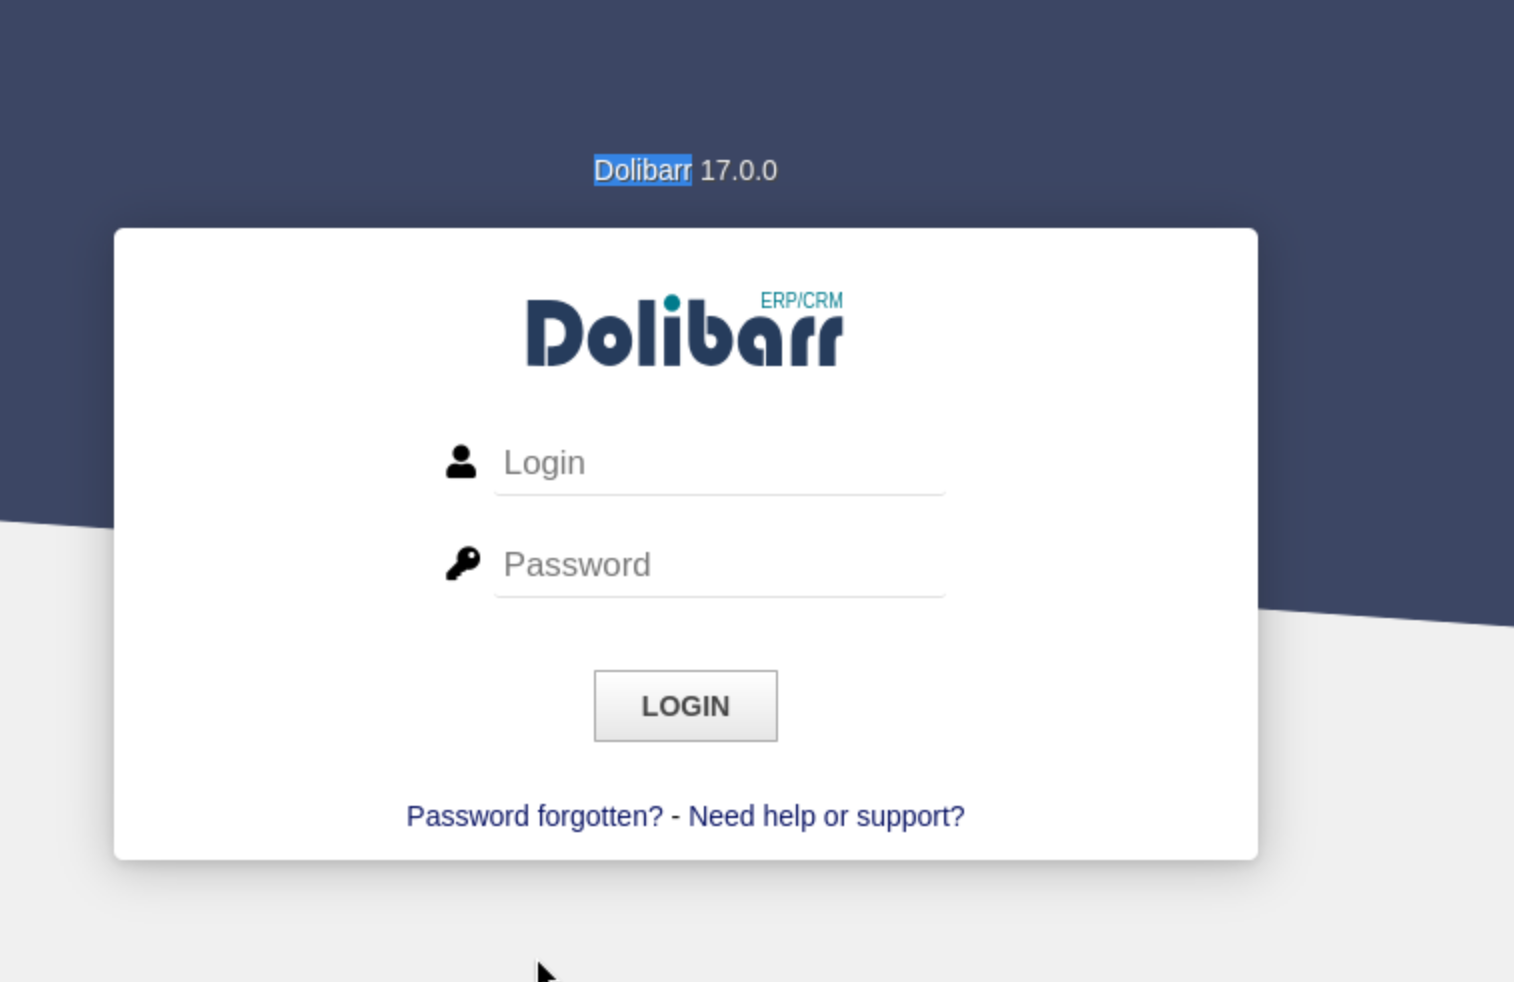 Dolibarr 17.0.0
ERP/CRM
Dolibarr
Login
Password
LOGIN
Password forgotten? - Need help or support?